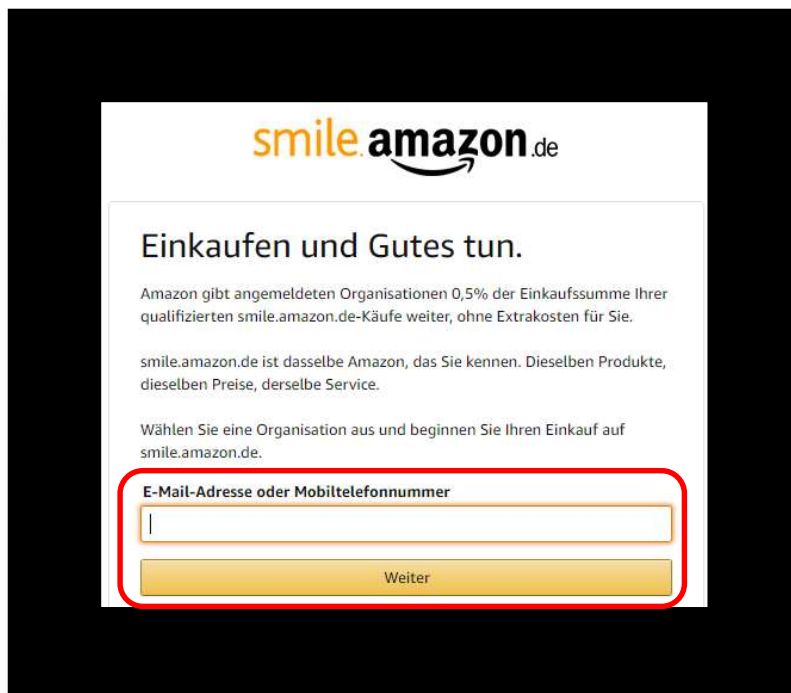 smile.amazon.de
Einkaufen und Gutes tun.
Amazon gibt angemeldeten Organisationen 0,5% der Einkaufssumme Ihrer
qualifizierten smile.amazon.de-Käufe weiter, ohne Extrakosten für Sie.
smile.amazon.de ist dasselbe Amazon, das Sie kennen. Dieselben Produkte,
dieselben Preise, derselbe Service.
Wählen Sie eine Organisation aus und beginnen Sie Ihren Einkauf auf
smile.amazon.de.
E-Mail-Adresse oder Mobiltelefonnummer
Weiter